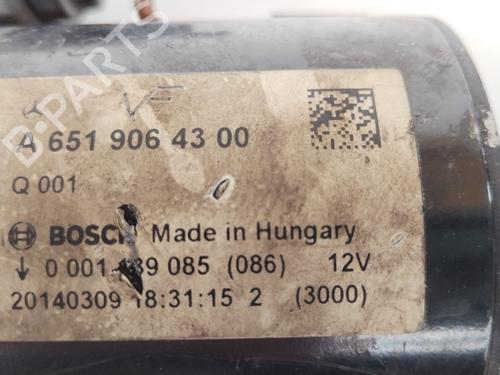 A 651 906 43 00
Q 001
BOSCH Made in Hungary
↓ 0 001 139 085 (086) 12V
20140309 18:31:15 2 (3000)
B PARTS